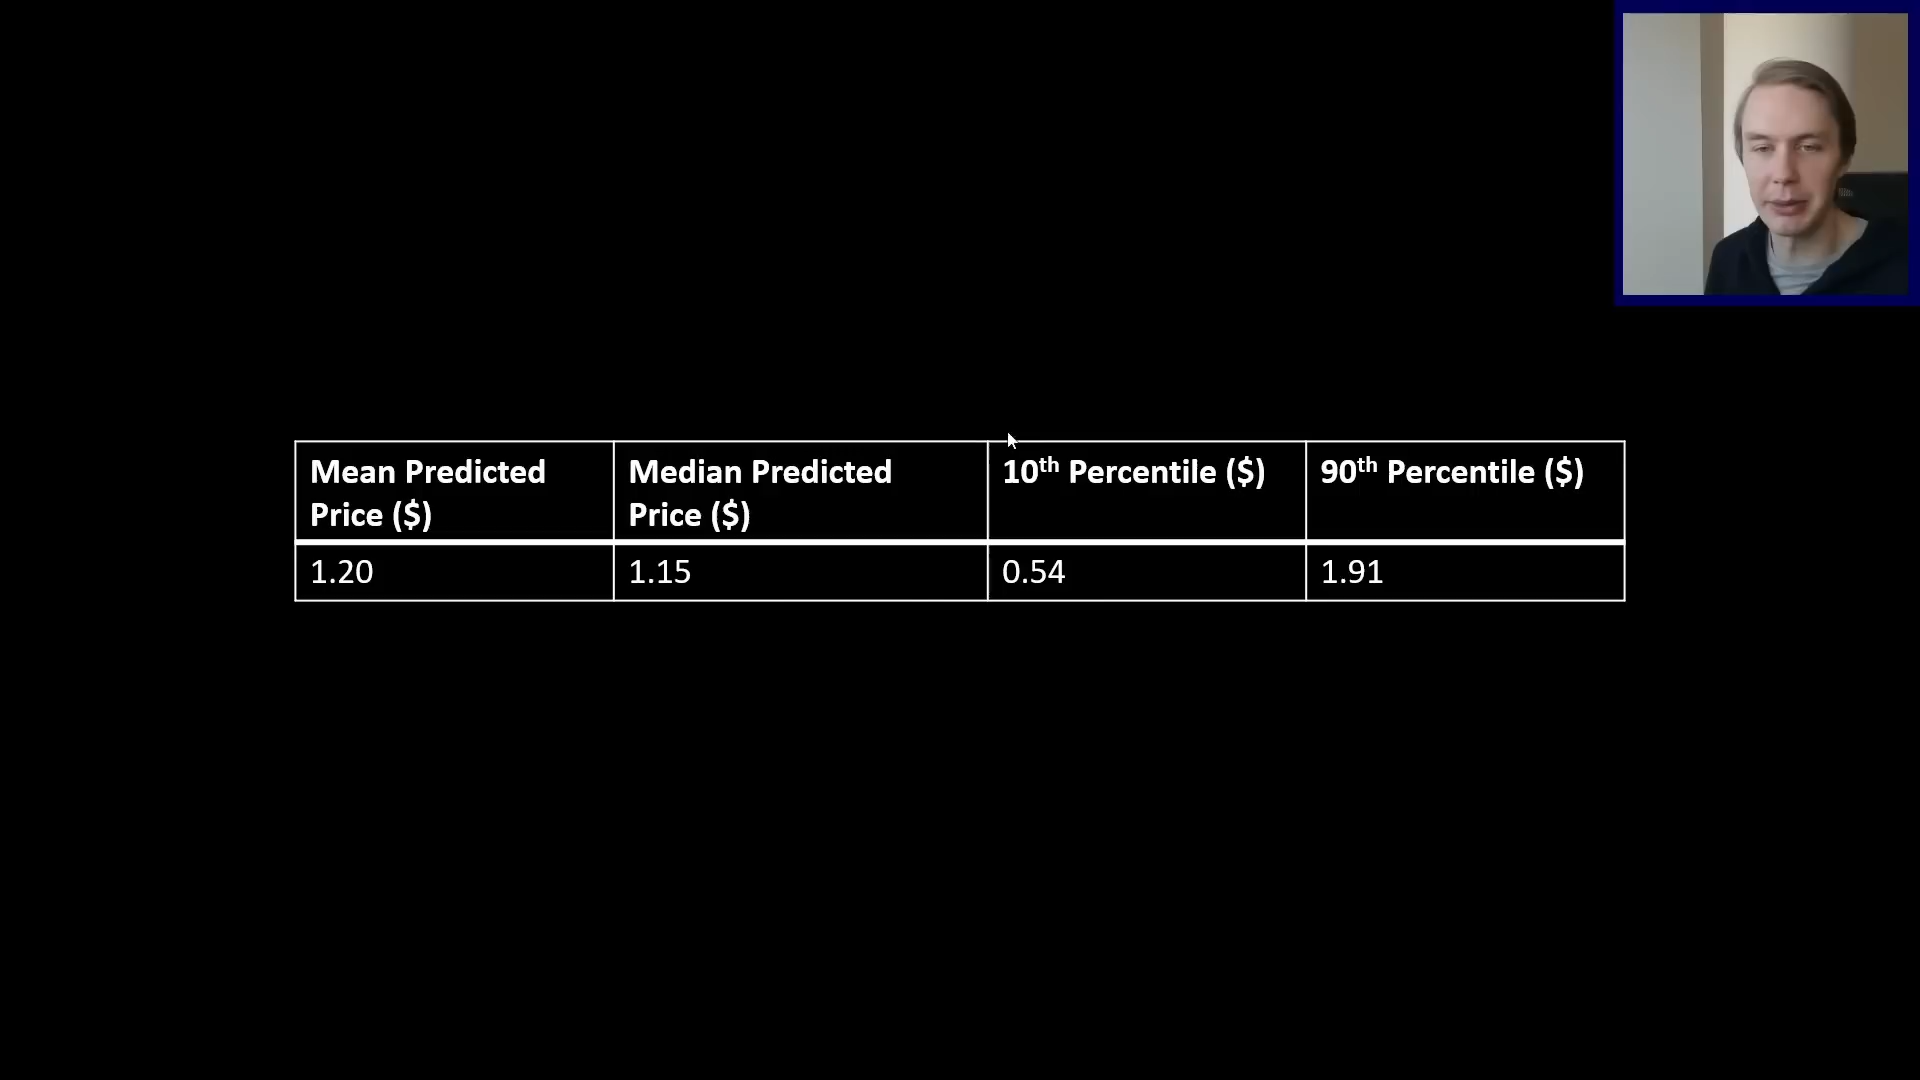 Mean Predicted
Price ($)
Median Predicted
Price ($)
10th Percentile ($)
90th Percentile ($)
1.20
1.15
0.54
1.91